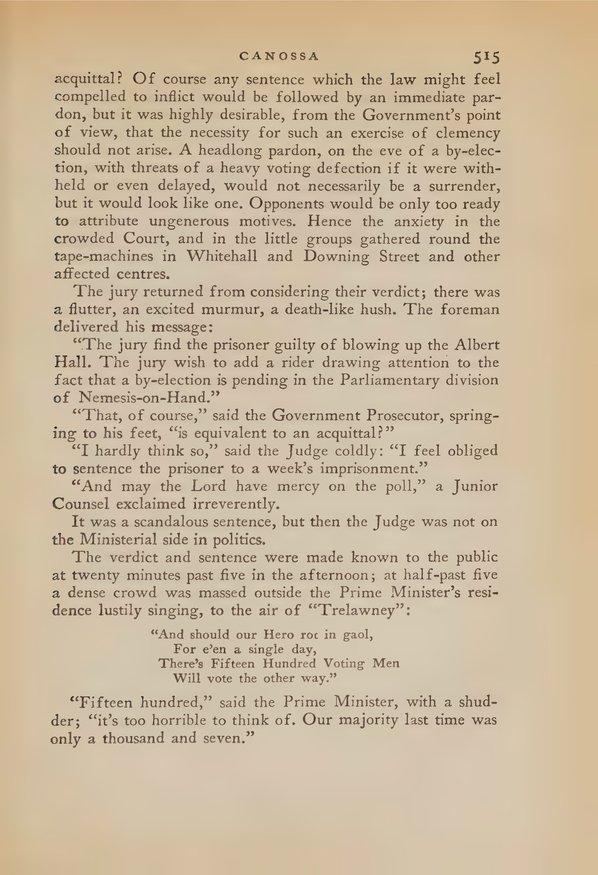 CANOSSA 515
acquittal? Of course any sentence which the law might feel
compelled to inflict would be followed by an immediate par-
don, but it was highly desirable, from the Government's point
of view, that the necessity for such an exercise of clemency
should not arise. A headlong pardon, on the eve of a by-elec-
tion, with threats of a heavy voting defection if it were with-
held or even delayed, would not necessarily be a surrender,
but it would look like one. Opponents would be only too ready
to attribute ungenerous motives. Hence the anxiety in the
crowded Court, and in the little groups gathered round the
tape-machines in Whitehall and Downing Street and other
affected centres.
The jury returned from considering their verdict; there was
a flutter, an excited murmur, a death-like hush. The foreman
delivered his message:
"The jury find the prisoner guilty of blowing up the Albert
Hall. The jury wish to add a rider drawing attention to the
fact that a by-election is pending in the Parliamentary division
of Nemesis-on-Hand."
"That, of course," said the Government Prosecutor, spring-
ing to his feet, "is equivalent to an acquittal?"
"I hardly think so," said the Judge coldly: "I feel obliged
to sentence the prisoner to a week's imprisonment."
"And may the Lord have mercy on the poll," a Junior
Counsel exclaimed irreverently.
It was a scandalous sentence, but then the Judge was not on
the Ministerial side in politics.
The verdict and sentence were made known to the public
at twenty minutes past five in the afternoon; at half-past five
a dense crowd was massed outside the Prime Minister's resi-
dence lustily singing, to the air of "Trelawney":
"And should our Hero rot in gaol,
For e'en a single day,
There's Fifteen Hundred Voting Men
Will vote the other way."
"Fifteen hundred," said the Prime Minister, with a shud-
der; "it's too horrible to think of. Our majority last time was
only a thousand and seven."